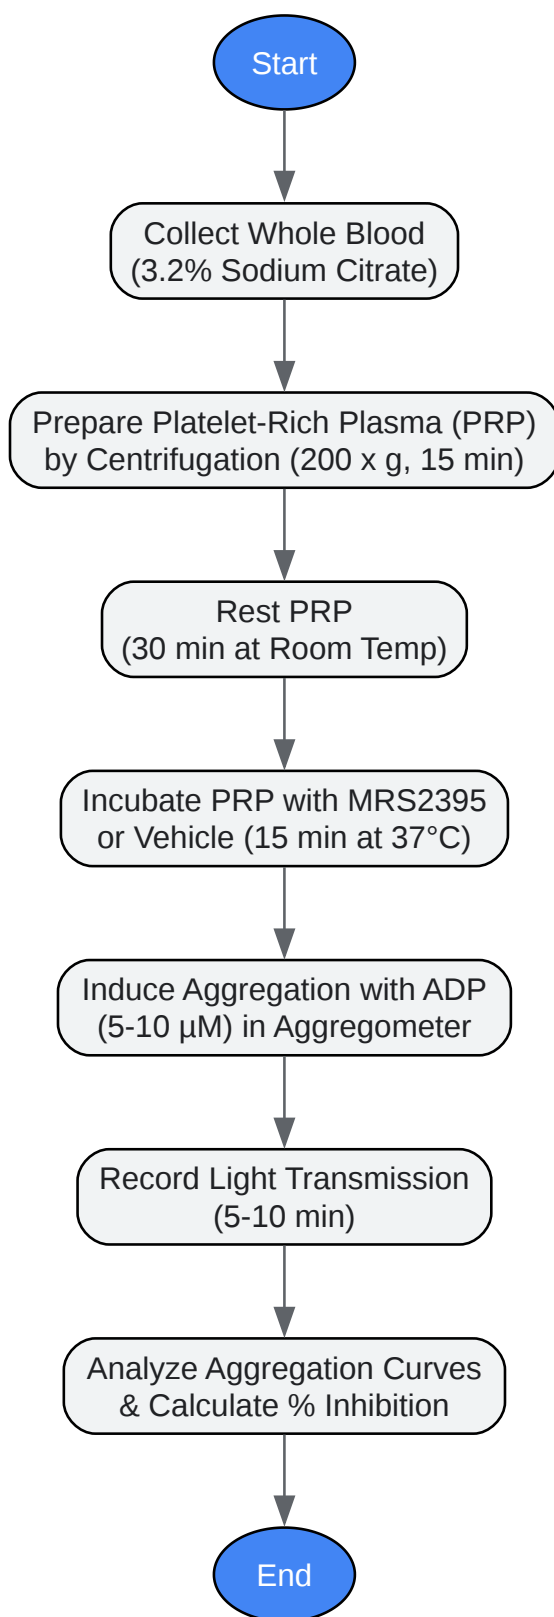 Start
Collect Whole Blood
(3.2% Sodium Citrate)
Prepare Platelet-Rich Plasma (PRP)
by Centrifugation (200 x g, 15 min)
Rest PRP
(30 min at Room Temp)
Incubate PRP with MRS2395
or Vehicle (15 min at 37°C)
Induce Aggregation with ADP
(5-10 µM) in Aggregometer
Record Light Transmission
(5-10 min)
Analyze Aggregation Curves
& Calculate % Inhibition
End